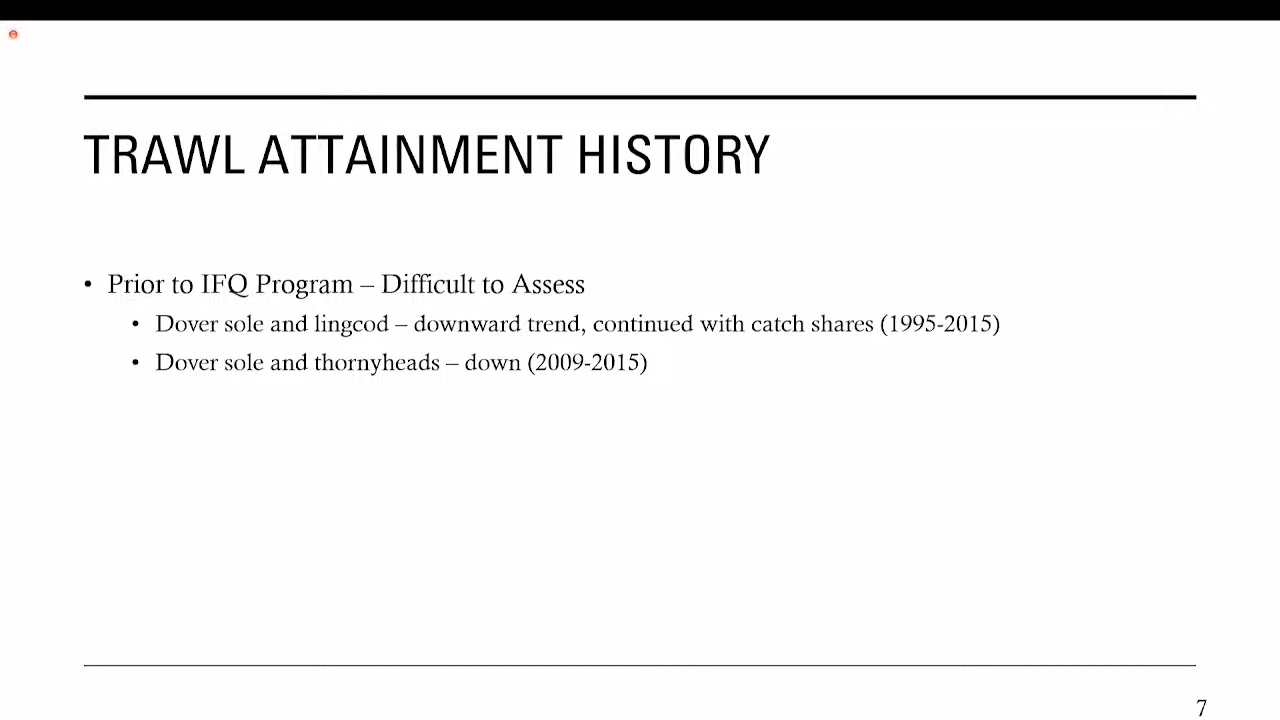 TRAWL ATTAINMENT HISTORY
• Prior to IFQ Program – Difficult to Assess
• Dover sole and lingcod – downward trend, continued with catch shares (1995-2015)
• Dover sole and thornyheads – down (2009-2015)
7